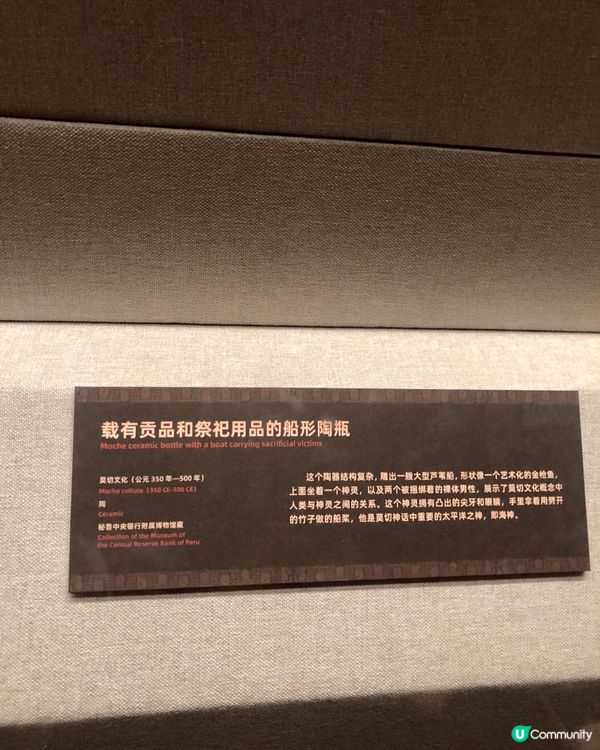 载有贡品和祭祀用品的船形陶瓶
Moche ceramic bottle with a boat carrying sacrificial victims
莫切文化（公元 350 年—500 年）
Moche culture (350 CE-500 CE)
陶
Ceramic
秘鲁中央银行附属博物馆藏
Collection of the Museum of
the Central Reserve Bank of Peru
这个陶器结构复杂，雕出一艘大型芦苇船，形状像一个艺术化的金枪鱼，
上面坐着一个神灵，以及两个被捆绑着的裸体男性，展示了莫切文化概念中
人类与神灵之间的关系。这个神灵拥有凸出的尖牙和眼睛，手里拿着用劈开
的竹子做的船桨，他是莫切神话中重要的太平洋之神，即海神。
U Community